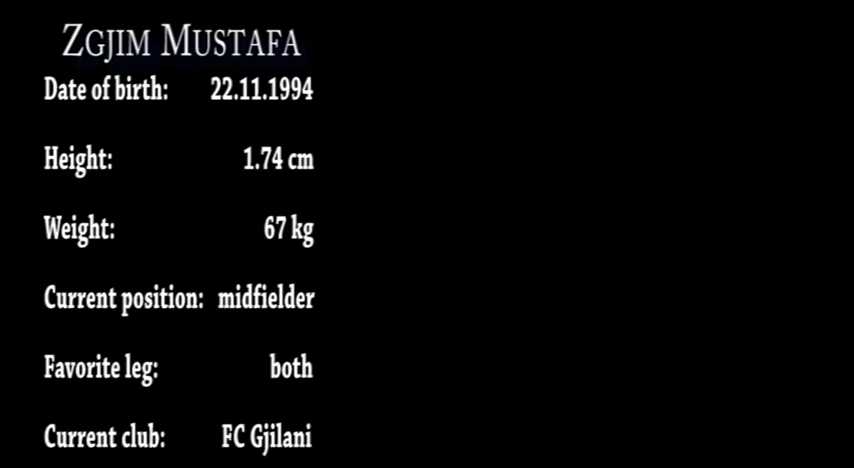 Zgjim Mustafa
Date of birth: 22.11.1994
Height: 1.74 cm
Weight: 67 kg
Current position: midfielder
Favorite leg: both
Current club: FC Gjilani